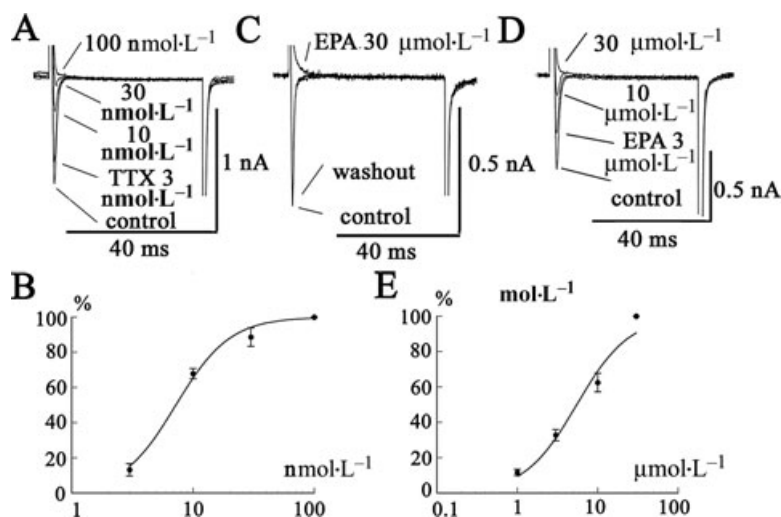 A
100 nmol·L⁻¹
30
nmol·L⁻¹
10
nmol·L⁻¹
TTX 3
nmol·L⁻¹
control
1 nA
40 ms
C
EPA 30 μmol·L⁻¹
washout
control
0.5 nA
40 ms
D
30 μmol·L⁻¹
10
μmol·L⁻¹
EPA 3
μmol·L⁻¹
control
0.5 nA
40 ms
B
%
100
80
60
40
20
0
1
10
100
nmol·L⁻¹
E
mol·L⁻¹
%
100
80
60
40
20
0
0.1
1
10
100
μmol·L⁻¹